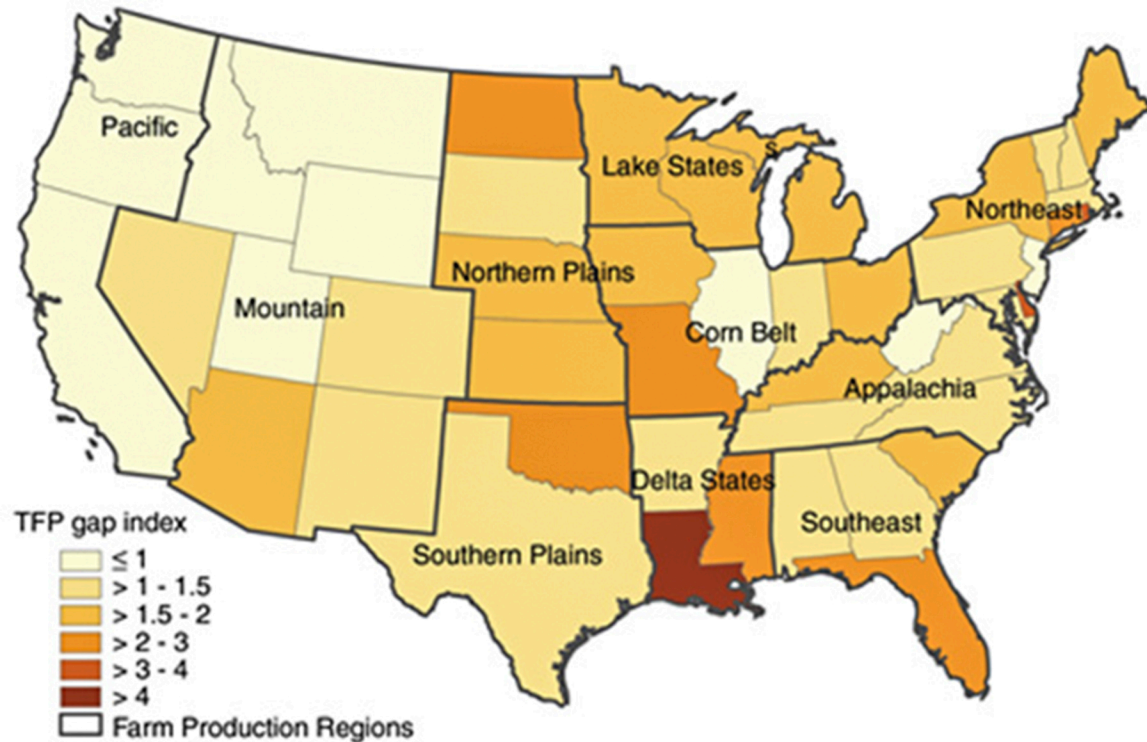 Pacific
Lake States
s
Northeast
Northern Plains
Mountain
Corn Belt
Appalachia
Delta States
Southeast
Southern Plains
TFP gap index
≤ 1
> 1 - 1.5
> 1.5 - 2
> 2 - 3
> 3 - 4
> 4
Farm Production Regions